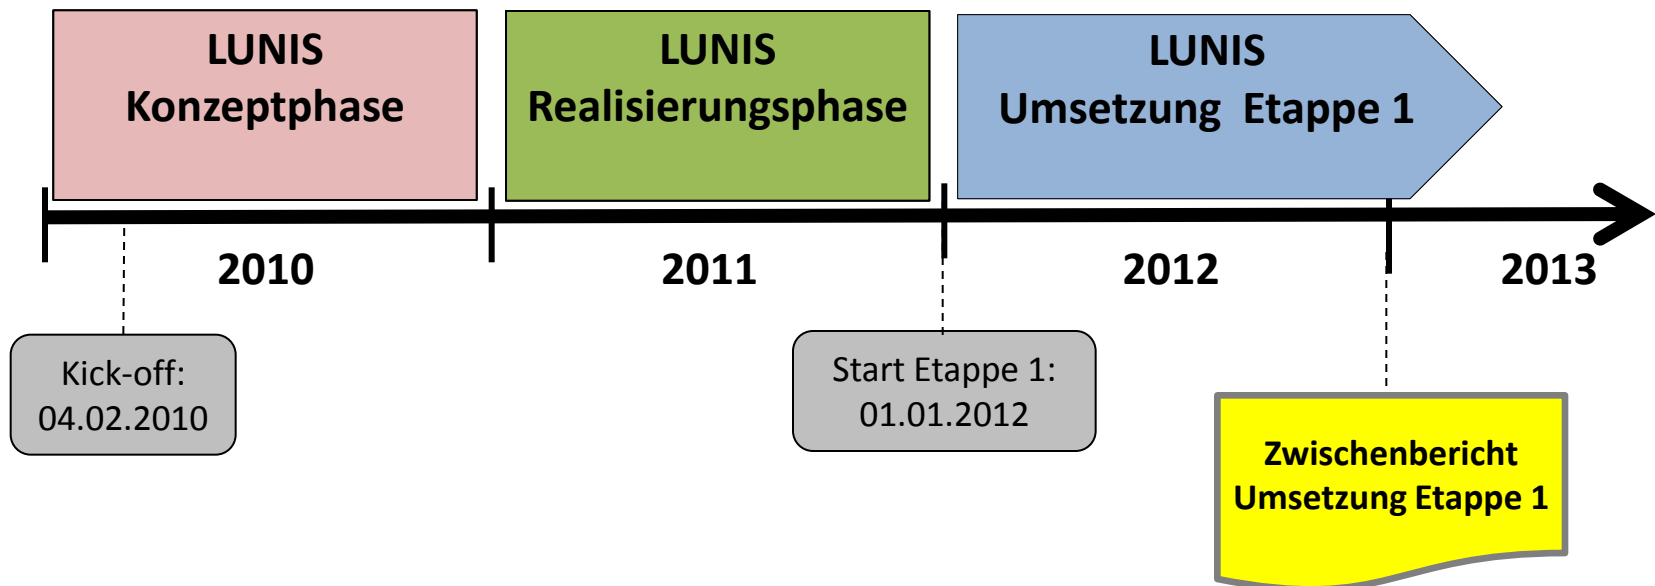 LUNIS
Konzeptphase
LUNIS
Realisierungsphase
LUNIS
Umsetzung Etappe 1
2010
2011
2012
2013
Kick-off:
04.02.2010
Start Etappe 1:
01.01.2012
Zwischenbericht
Umsetzung Etappe 1